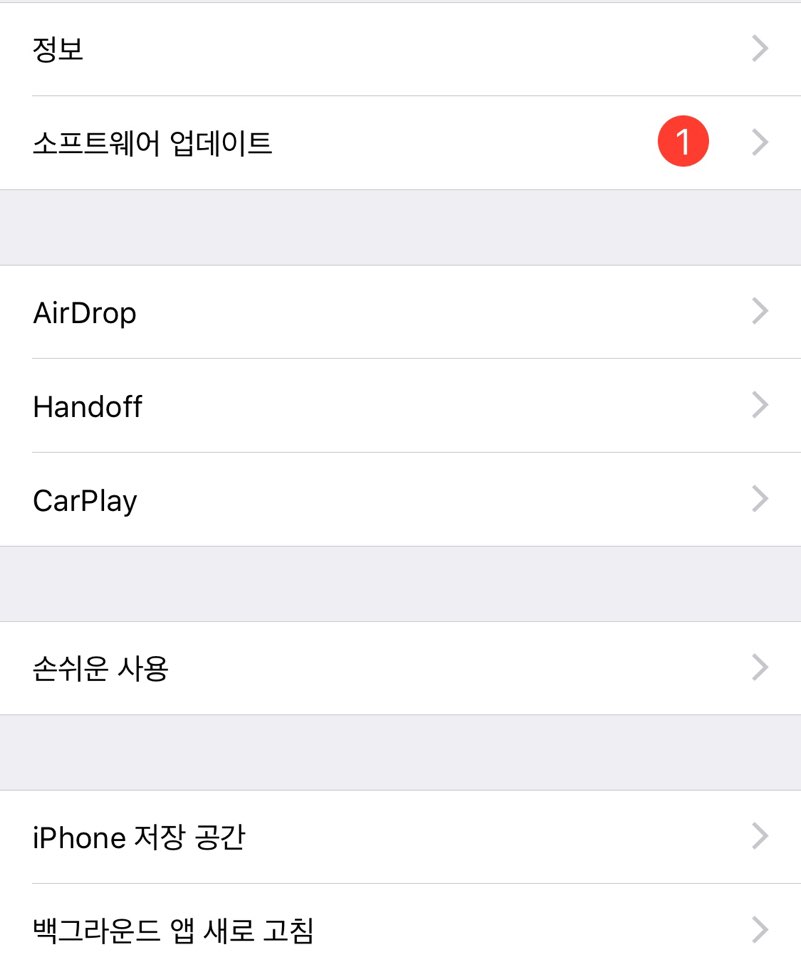 정보
소프트웨어 업데이트
1
AirDrop
Handoff
CarPlay
손쉬운 사용
iPhone 저장 공간
백그라운드 앱 새로 고침